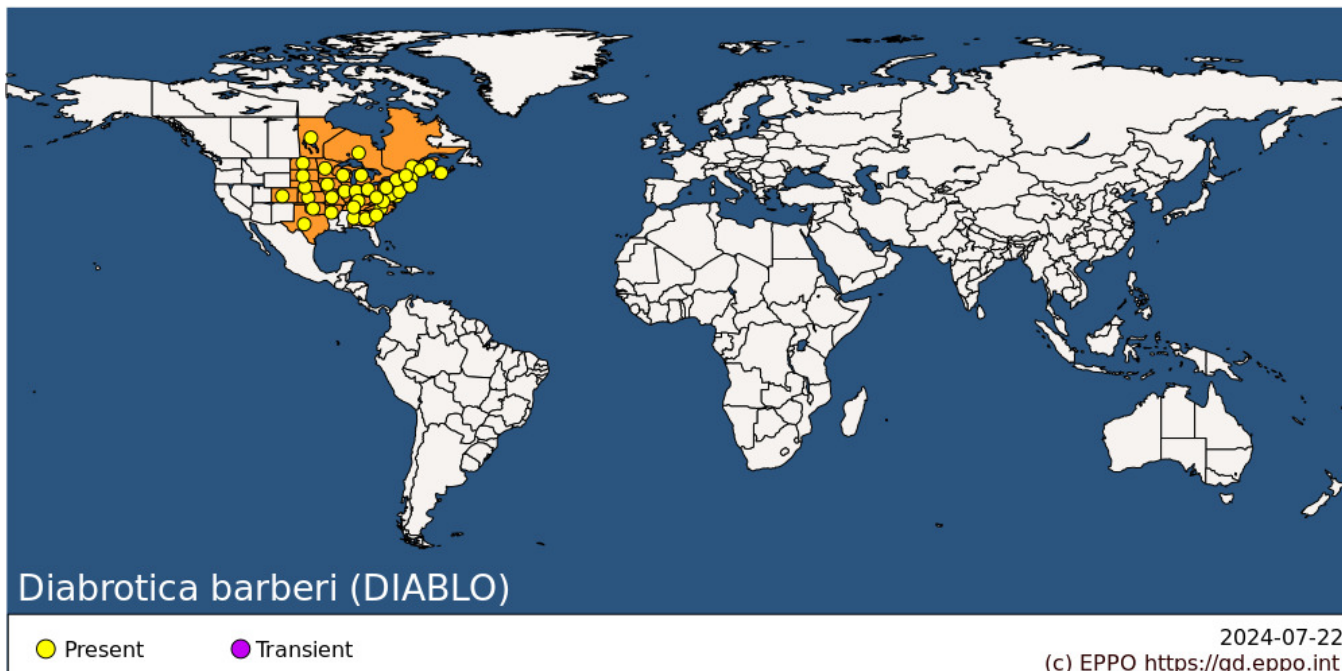 Diabrotica barberi (DIABLO)
Present
Transient
2024-07-22
(c) EPPO https://gd.eppo.int